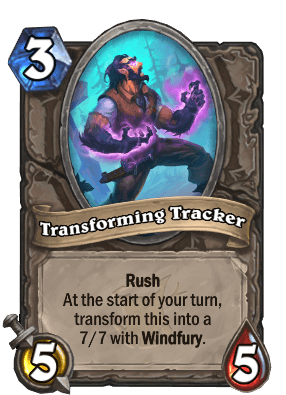 3
Transforming Tracker
Rush
At the start of your turn,
transform this into a
7/7 with Windfury.
5 5